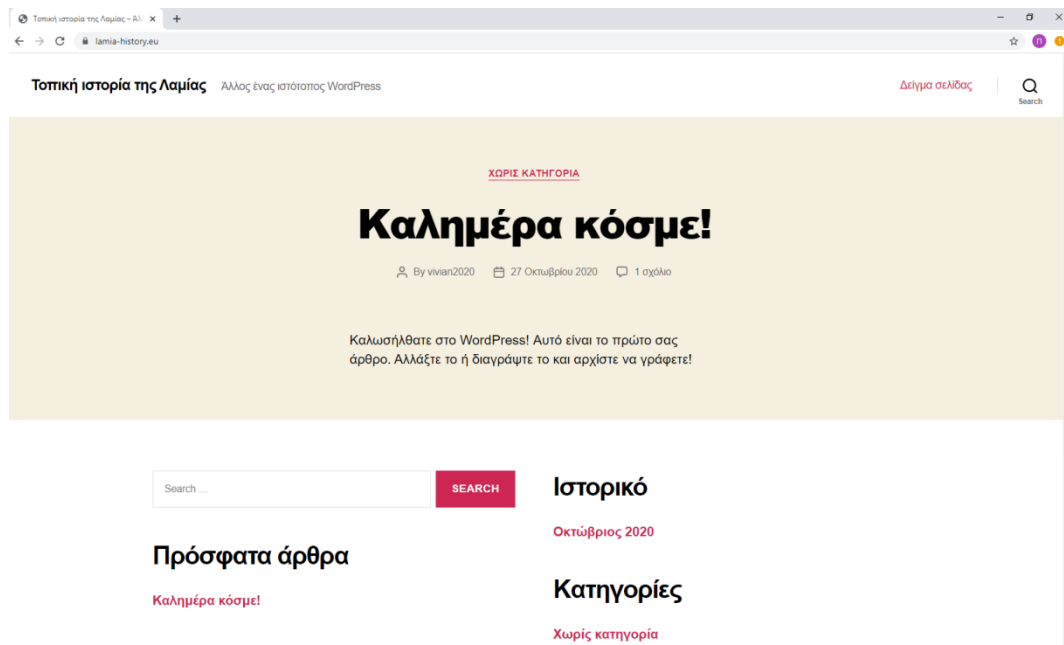 Τοπική ιστορία της Λαμίας – Άλ
lamia-history.eu
Τοπική ιστορία της Λαμίας Άλλος ένας ιστότοπος WordPress Δείγμα σελίδας
Search
ΧΩΡΙΣ ΚΑΤΗΓΟΡΙΑ
Καλημέρα κόσμε!
By vivian2020 27 Οκτωβρίου 2020 1 σχόλιο
Καλωσήλθατε στο WordPress! Αυτό είναι το πρώτο σας
άρθρο. Αλλάξτε το ή διαγράψτε το και αρχίστε να γράφετε!
Search …
SEARCH
Πρόσφατα άρθρα
Καλημέρα κόσμε!
Ιστορικό
Οκτώβριος 2020
Κατηγορίες
Χωρίς κατηγορία